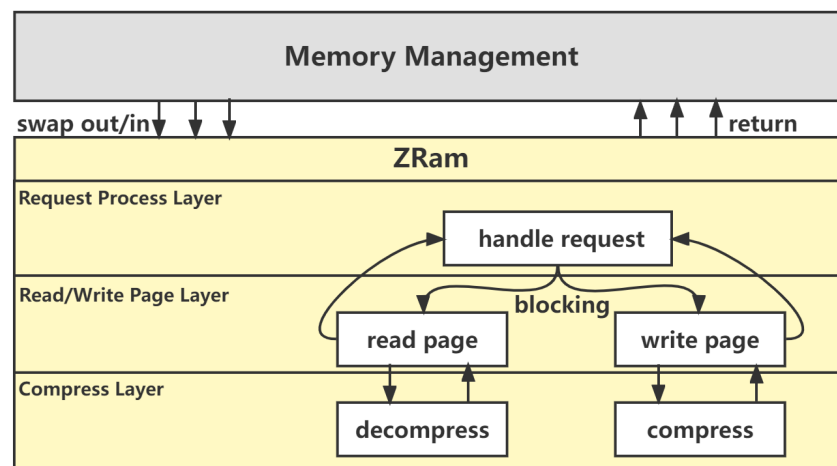 Memory Management
swap out/in
return
ZRam
Request Process Layer
handle request
Read/Write Page Layer
blocking
read page
write page
Compress Layer
decompress
compress